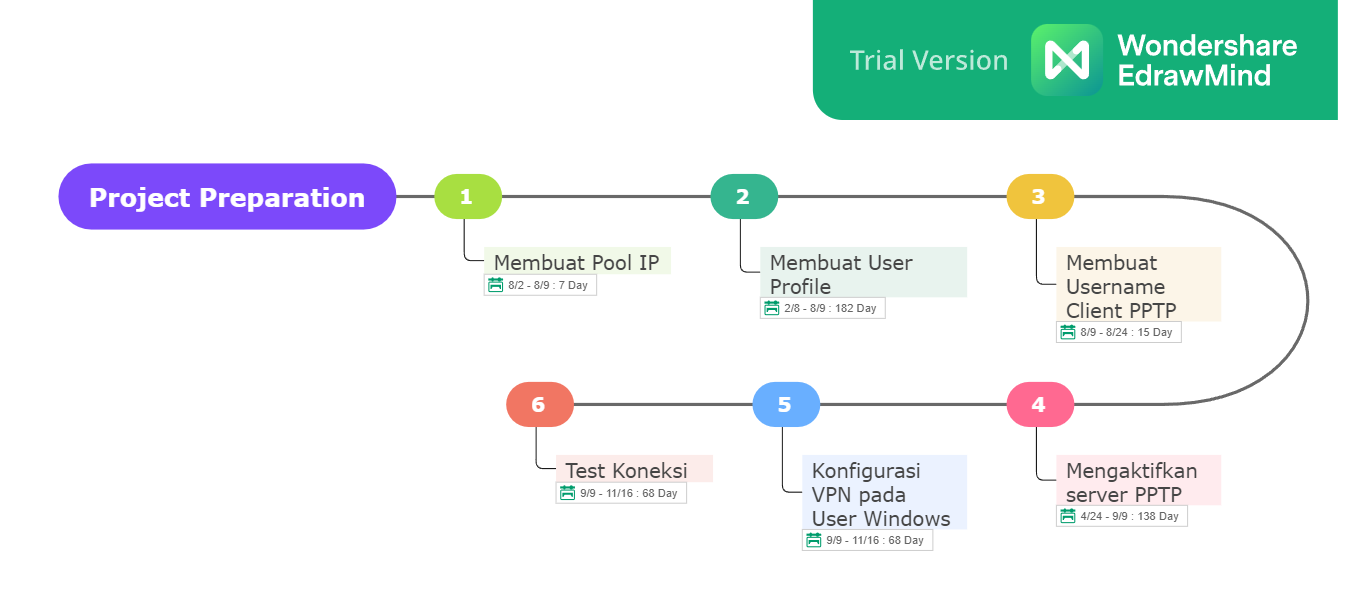 Trial Version
Wondershare
EdrawMind
Project Preparation
1
2
3
Membuat Pool IP
8/2 - 8/9 : 7 Day
Membuat User
Profile
2/8 - 8/9 : 182 Day
Membuat
Username
Client PPTP
8/9 - 8/24 : 15 Day
4
Mengaktifkan
server PPTP
4/24 - 9/9 : 138 Day
5
Konfigurasi
VPN pada
User Windows
9/9 - 11/16 : 68 Day
6
Test Koneksi
9/9 - 11/16 : 68 Day